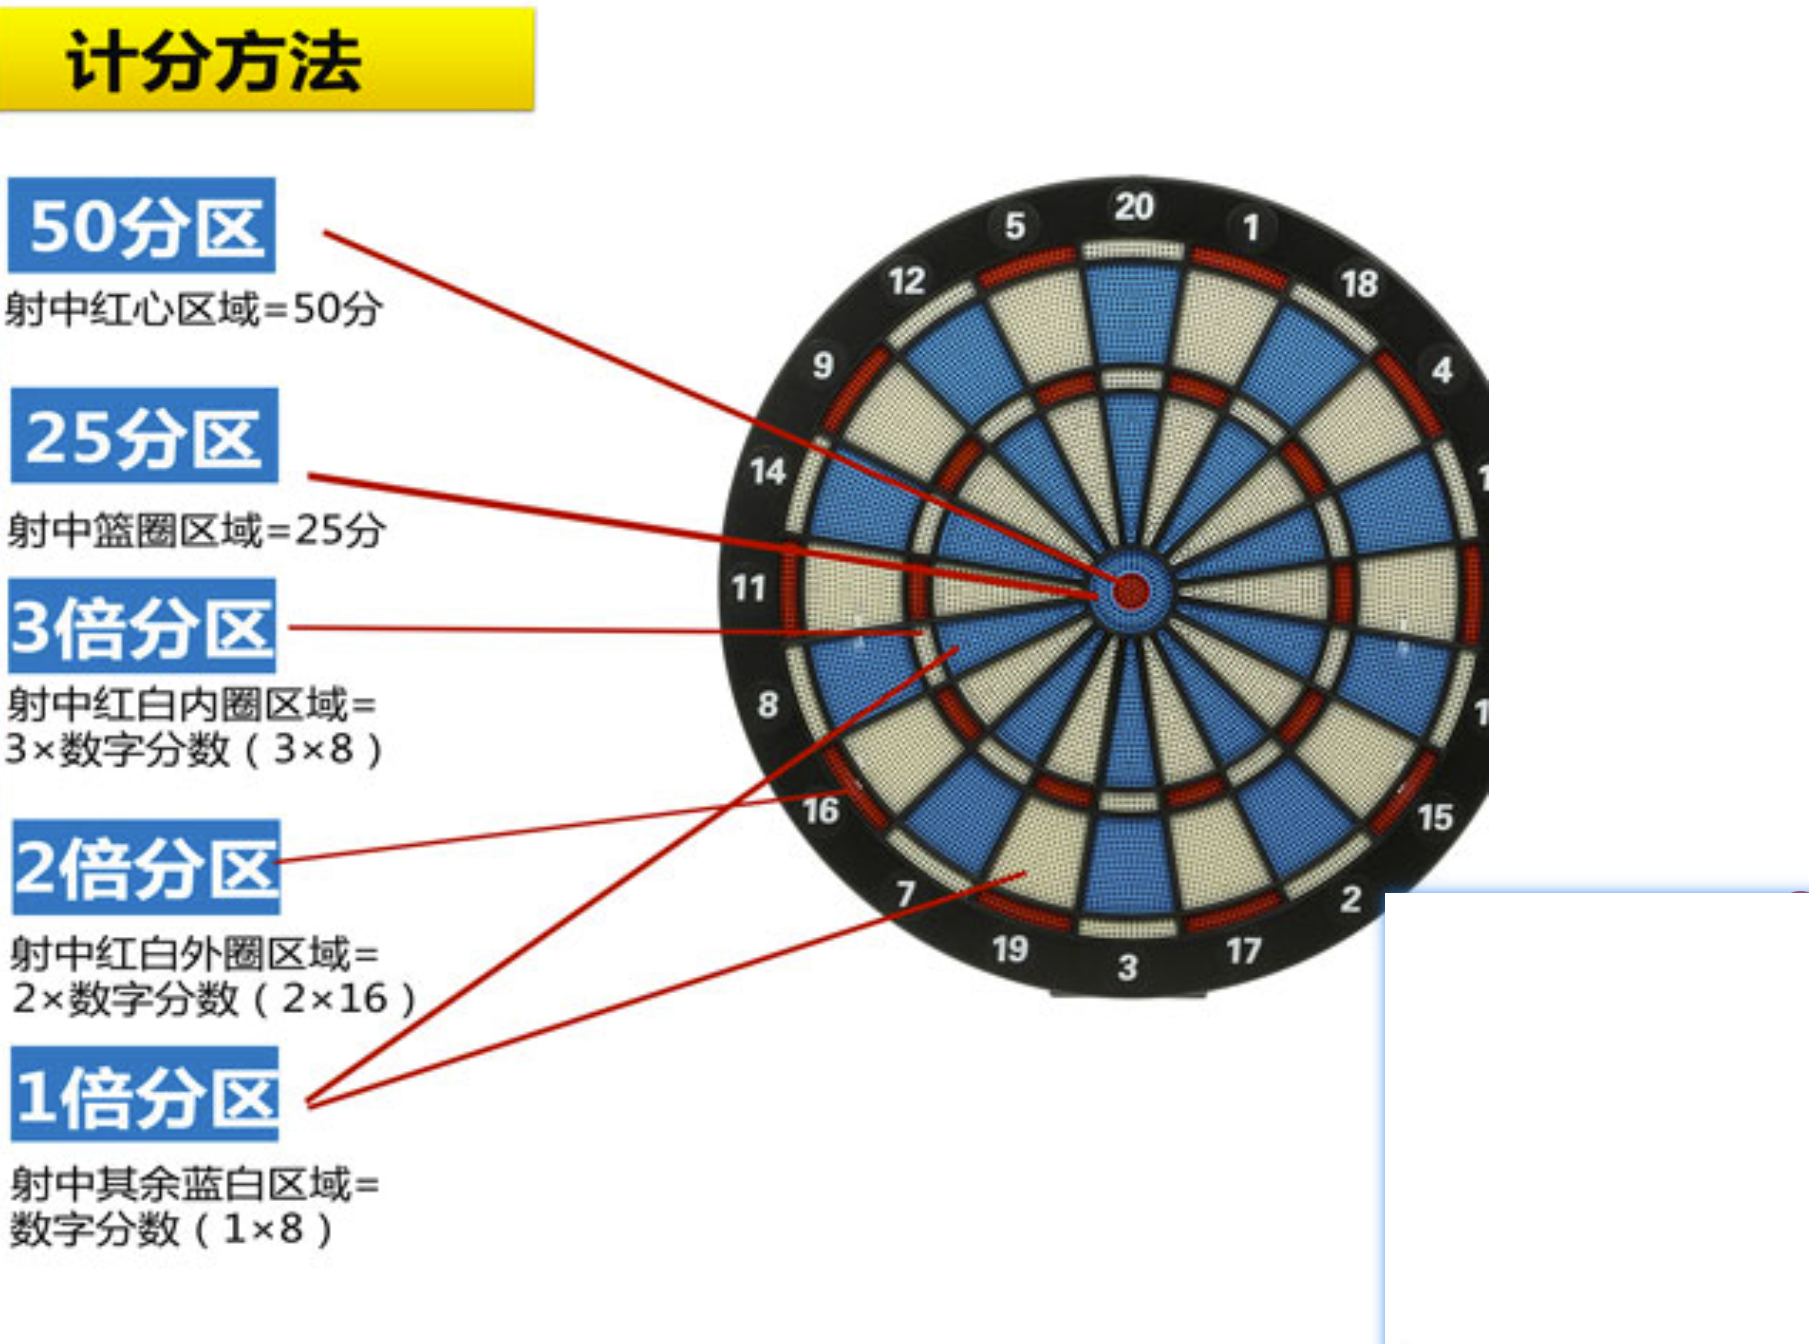 计分方法
50分区
射中红心区域=50分
25分区
射中篮圈区域=25分
3倍分区
射中红白内圈区域=
3×数字分数（3×8）
2倍分区
射中红白外圈区域=
2×数字分数（2×16）
1倍分区
射中其余蓝白区域=
数字分数（1×8）
20
1
18
4
15
2
17
3
19
7
16
8
11
14
9
12
5